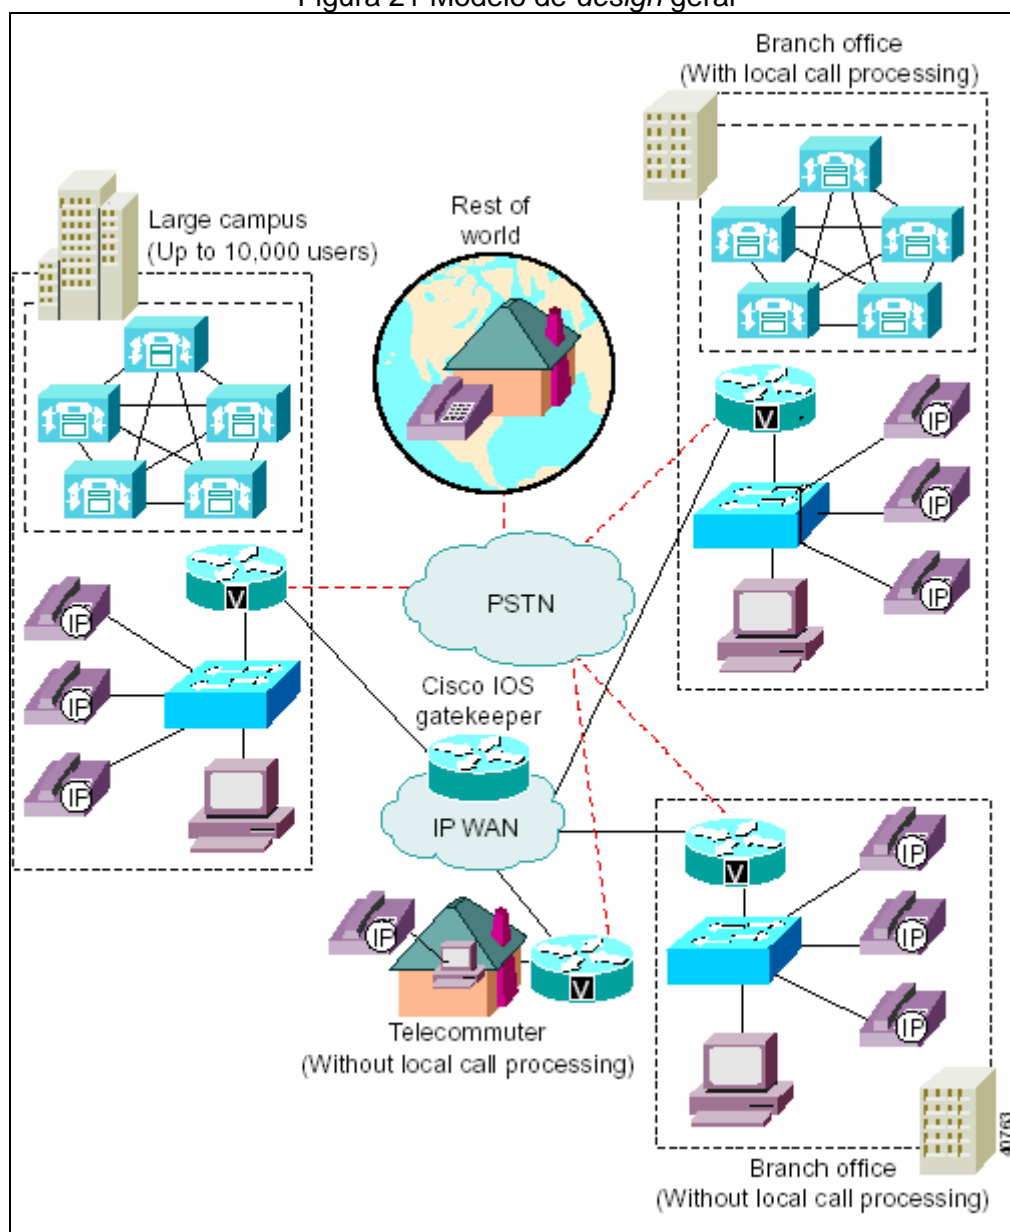 Figura 21 Modelo de design geral
Branch office
(With local call processing)
Large campus
(Up to 10,000 users)
Rest of
world
V
IP
IP
IP
V
IP
IP
IP
PSTN
Cisco IOS
gatekeeper
IP WAN
V
IP
IP
IP
IP
V
Telecommuter
(Without local call processing)
Branch office
(Without local call processing)
40763